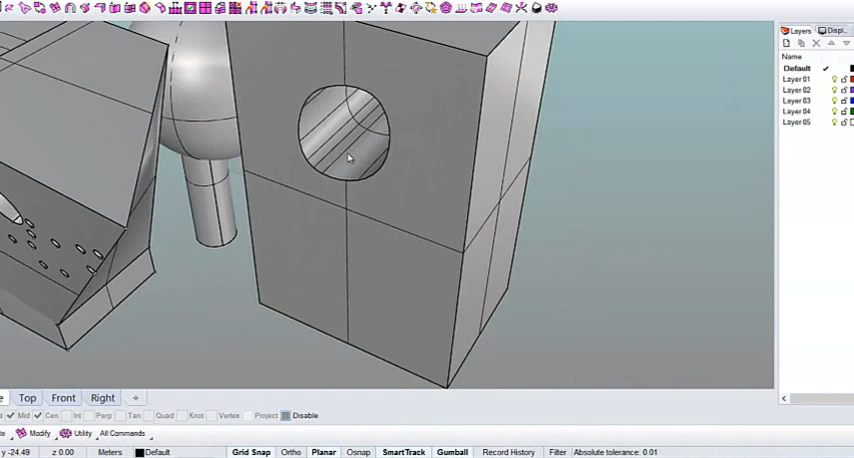 Layers Displ..
Name
Default
Layer 01
Layer 02
Layer 03
Layer 04
Layer 05
Top Front Right
Mid Cen Int Perp Tan Quad Knot Vertex Project Disable
Modify Utility All Commands
y -24.49 z 0.00 Meters Default Grid Snap Ortho Planar Osnap SmartTrack Gumball Record History Filter Absolute tolerance: 0.01